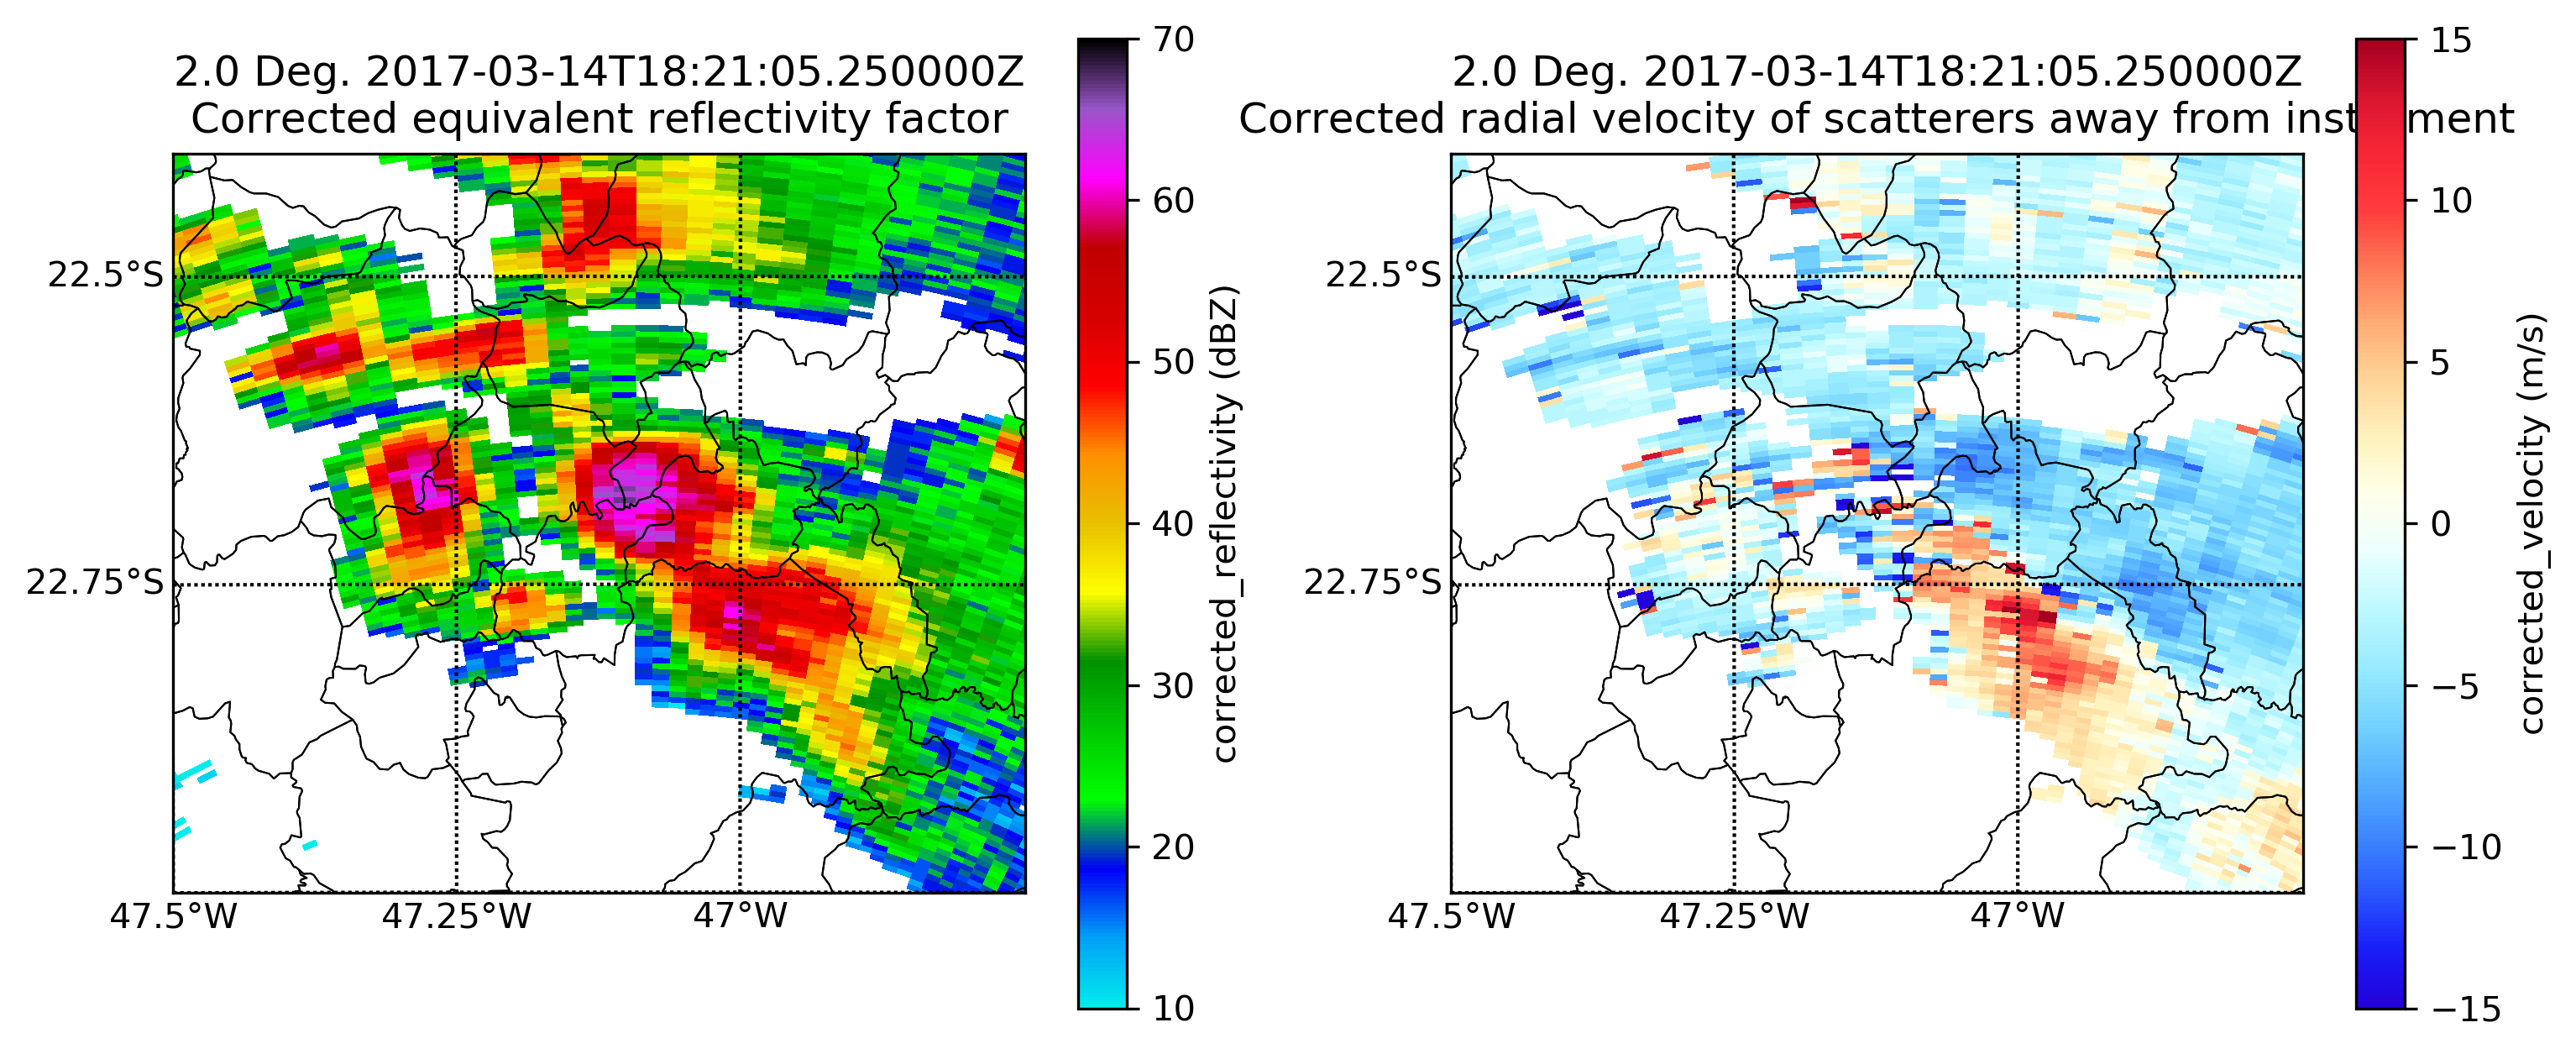 2.0 Deg. 2017-03-14T18:21:05.250000Z
Corrected equivalent reflectivity factor
22.5°S
22.75°S
47.5°W
47.25°W
47°W
70
60
50
40
30
20
10
corrected_reflectivity (dBZ)
2.0 Deg. 2017-03-14T18:21:05.250000Z
Corrected radial velocity of scatterers away from inst ment
22.5°S
22.75°S
47.5°W
47.25°W
47°W
15
10
5
0
−5
−10
−15
corrected_velocity (m/s)